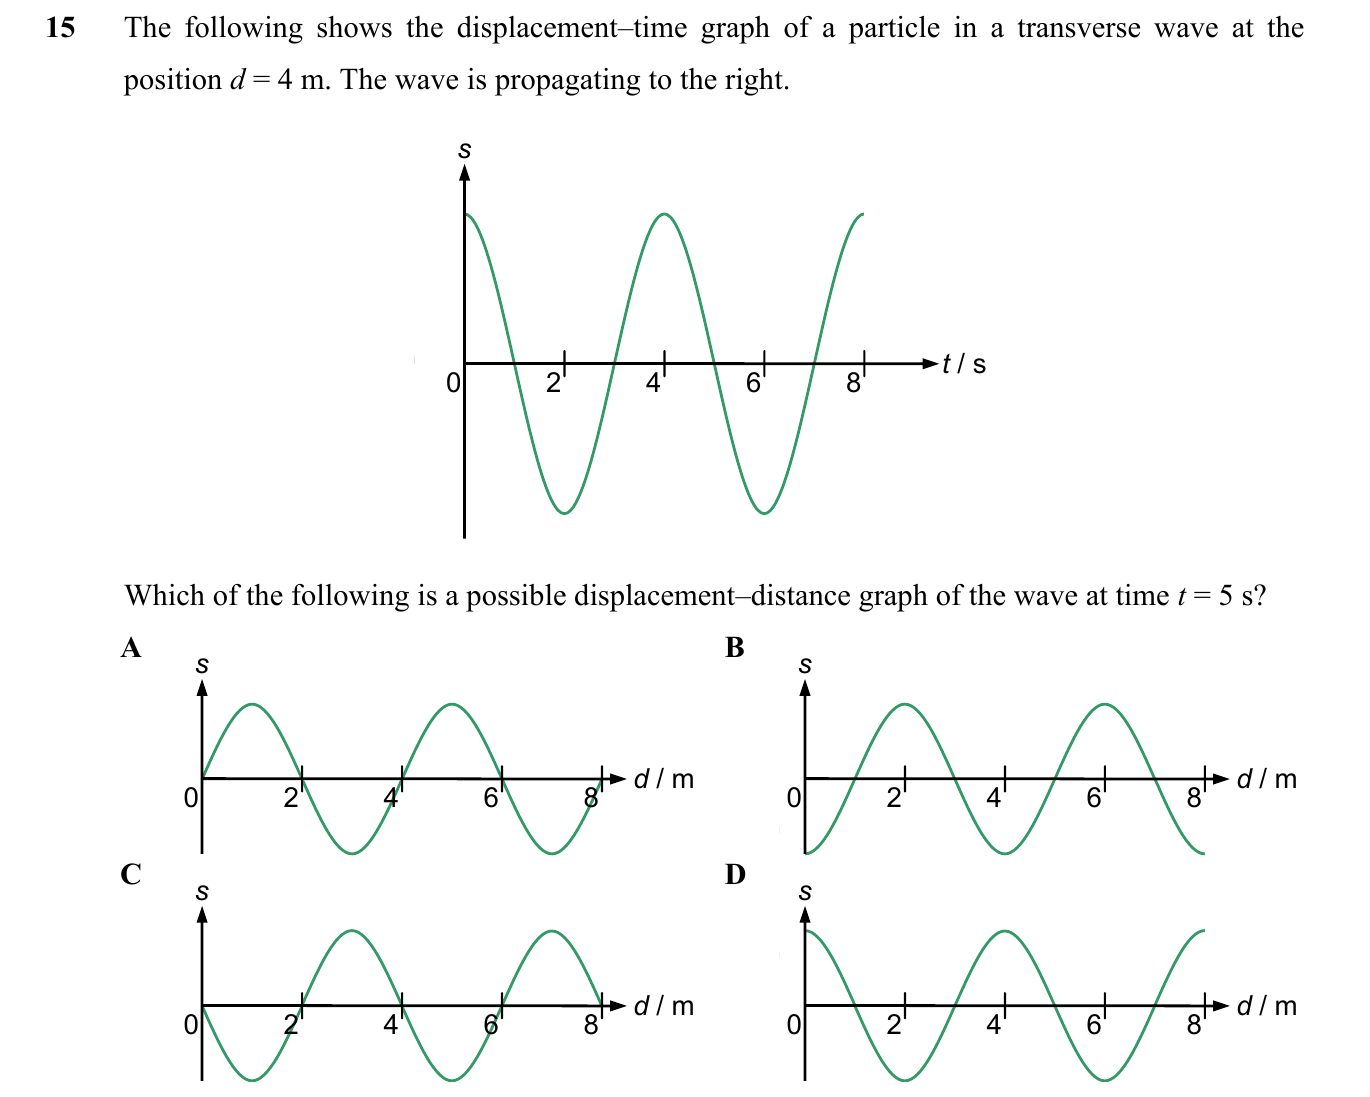 15 The following shows the displacement–time graph of a particle in a transverse wave at the
position d = 4 m. The wave is propagating to the right.
s
0 2 4 6 8 t / s
Which of the following is a possible displacement–distance graph of the wave at time t = 5 s?
A
s
0 2 4 6 8 d / m
B
s
0 2 4 6 8 d / m
C
s
0 2 4 6 8 d / m
D
s
0 2 4 6 8 d / m